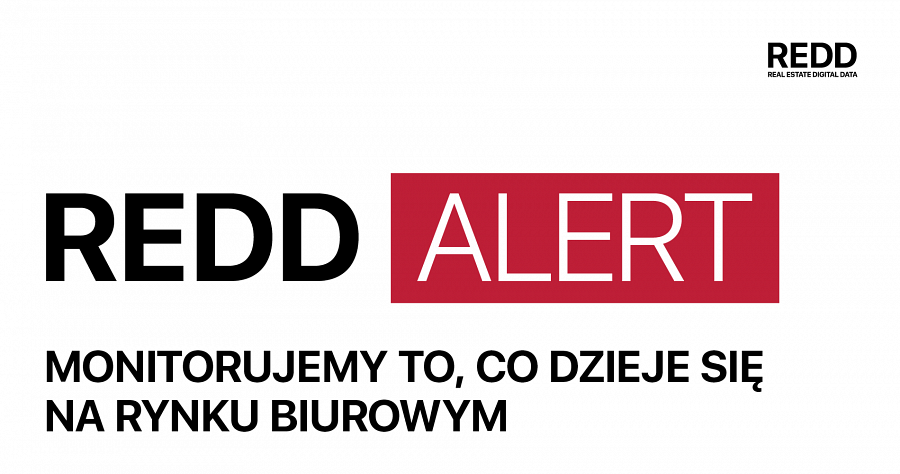 REDD
REAL ESTATE DIGITAL DATA
REDD ALERT
MONITORUJEMY TO, CO DZIEJE SIĘ
NA RYNKU BIUROWYM